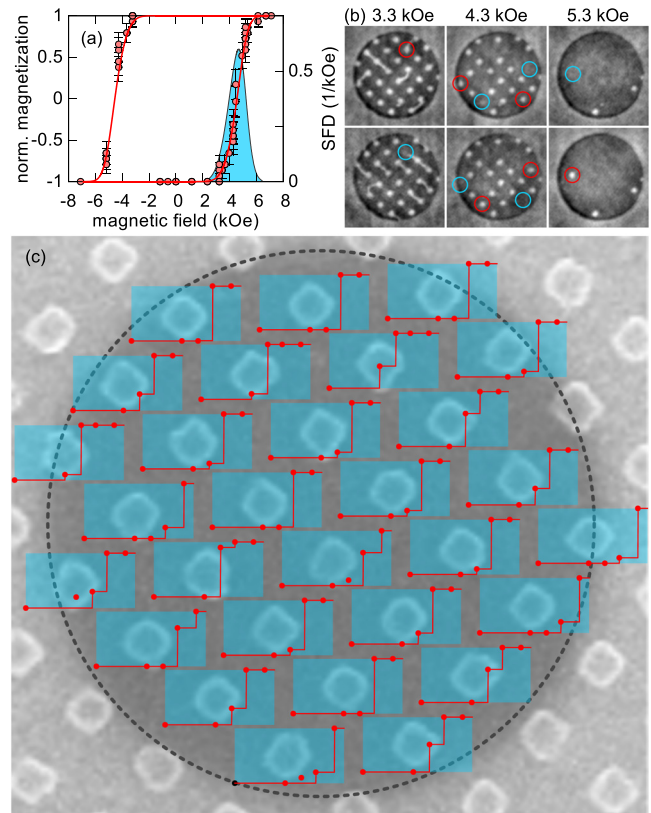 (a)
norm. magnetization
1
0.5
0
-0.5
-1
-8 -6 -4 -2 0 2 4 6 8
magnetic field (kOe)
0.5
0
SFD (1/kOe)
(b) 3.3 kOe 4.3 kOe 5.3 kOe
(c)